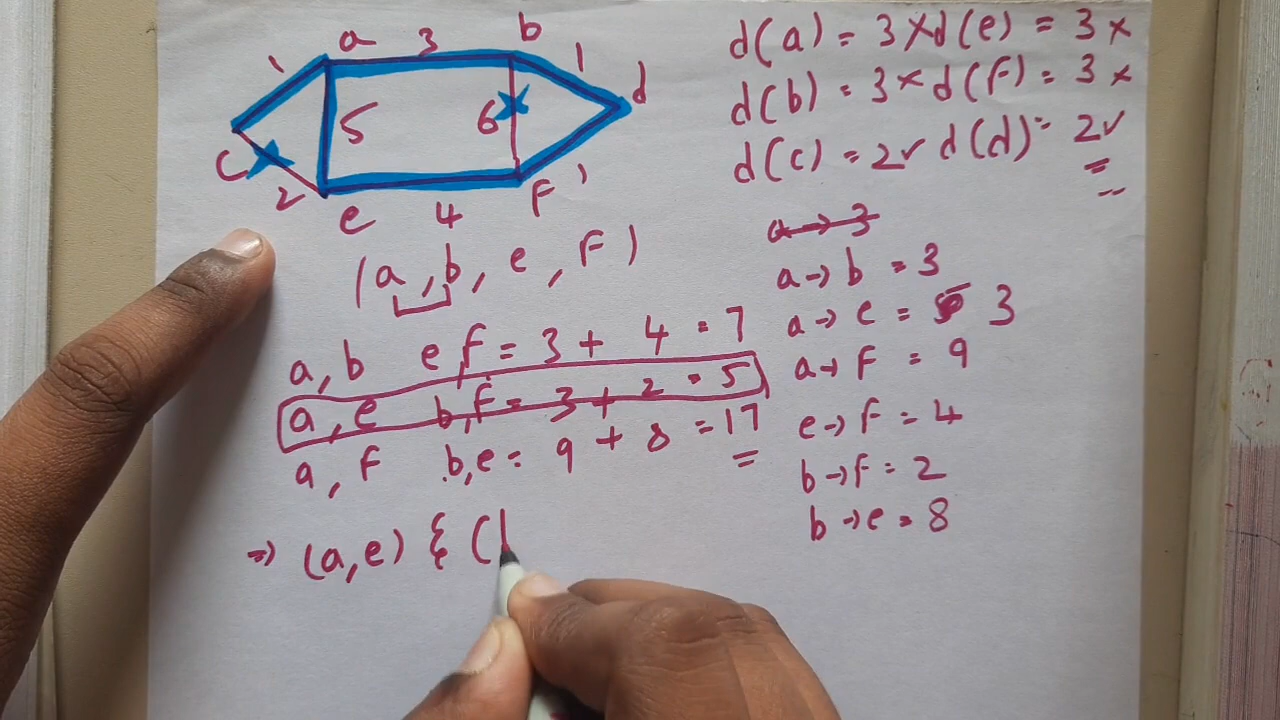 a 3 b
1 1
d
5 6
C
2 e 4 F 1
(a, b, e, F)
a, b e, f = 3 + 4 = 7
a, e b, F = 3 + 2 = 5
a, F b, e = 9 + 8 = 17
=> (a, e) & (
d(a) = 3 × d(e) = 3 ×
d(b) = 3 × d(F) = 3 ×
d(c) = 2 ✓ d(d) = 2 ✓
a → 3
a → b = 3
a → e = 3
a → F = 9
e → F = 4
b → F = 2
b → e = 8